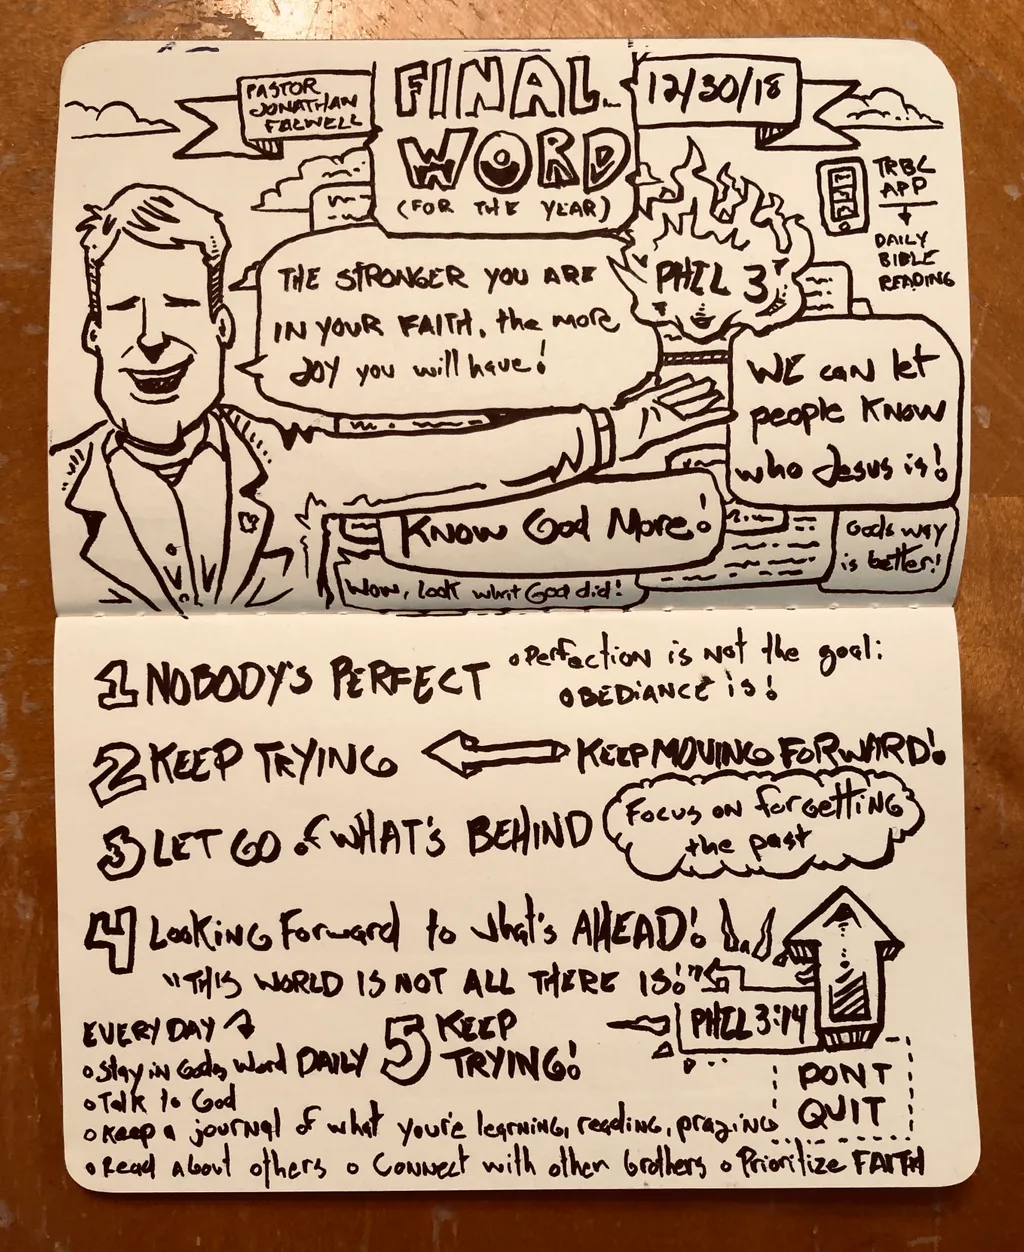 PASTOR
JONATHAN
FALWELL
FINAL
WORD
(FOR THE YEAR)
12/30/18
TRBC
APP
DAILY
BIBLE
READING
THE STRONGER YOU ARE
IN YOUR FAITH, the more
JOY you will have!
PHIL 3
WE can let
people KNOW
who Jesus is!
KNOW GOD MORE!
WOW, look what God did!
Gods way
is better!
1 NOBODY'S PERFECT
Perfection is not the goal:
OBEDIANCE is!
2 KEEP TRYING
KEEP MOVING FORWARD!
3 LET GO of WHAT'S BEHIND
Focus on forgetting
the past
4 Looking Forward to what's AHEAD!
"THIS WORLD IS NOT ALL THERE IS!"
PHIL 3:14
EVERY DAY
5 KEEP
TRYING!
• Stay in Gods Word DAILY
• Talk to God
• Keep a journal of what you're learning, reading, praying
• Read About others • Connect with other brothers • Prioritize FAITH
DONT
QUIT